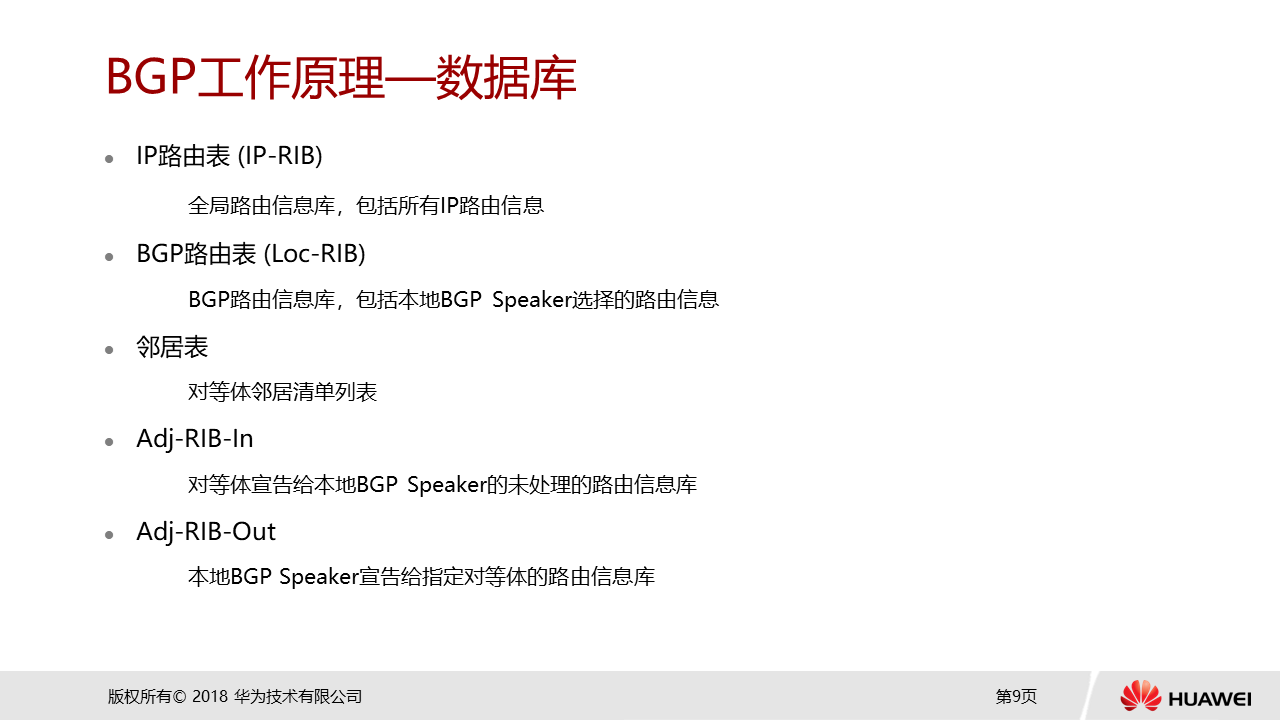 BGP工作原理—数据库
IP路由表 (IP-RIB)
全局路由信息库，包括所有IP路由信息
BGP路由表 (Loc-RIB)
BGP路由信息库，包括本地BGP Speaker选择的路由信息
邻居表
对等体邻居清单列表
Adj-RIB-In
对等体宣告给本地BGP Speaker的未处理的路由信息库
Adj-RIB-Out
本地BGP Speaker宣告给指定对等体的路由信息库
版权所有© 2018 华为技术有限公司
第9页
HUAWEI